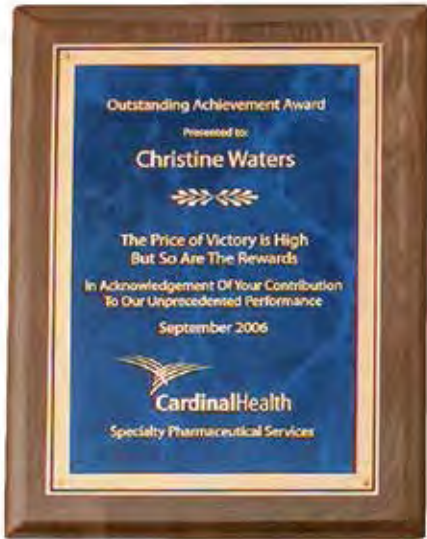 Outstanding Achievement Award
Presented to:
Christine Waters
The Price of Victory is High
But So Are The Rewards
In Acknowledgement Of Your Contribution
To Our Unprecedented Performance
September 2006
CardinalHealth
Specialty Pharmaceutical Services